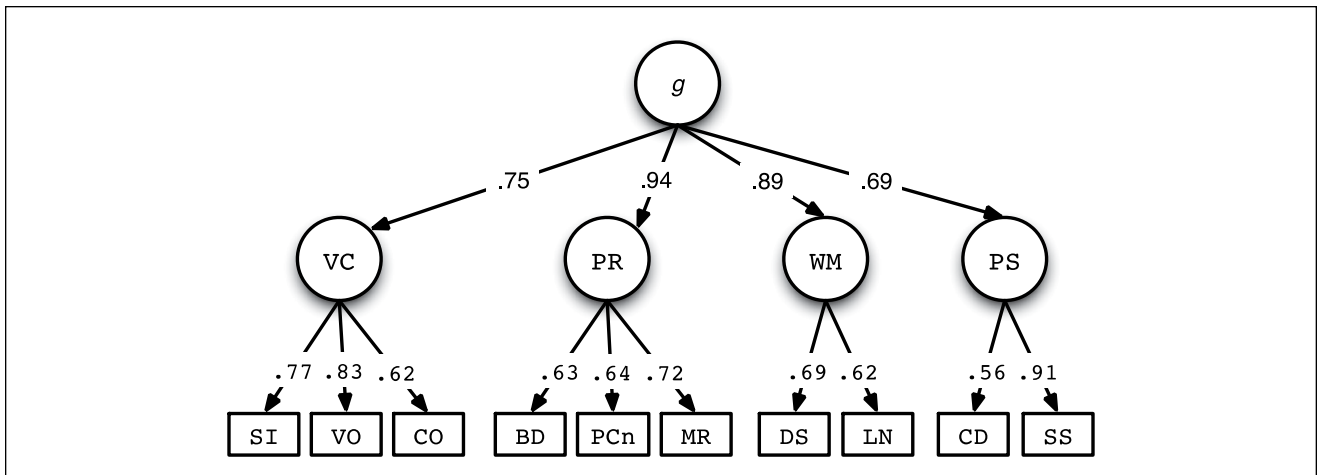 g
.75 .94 .89 .69
VC PR WM PS
.77 .83 .62 .63 .64 .72 .69 .62 .56 .91
SI VO CO BD PCn MR DS LN CD SS